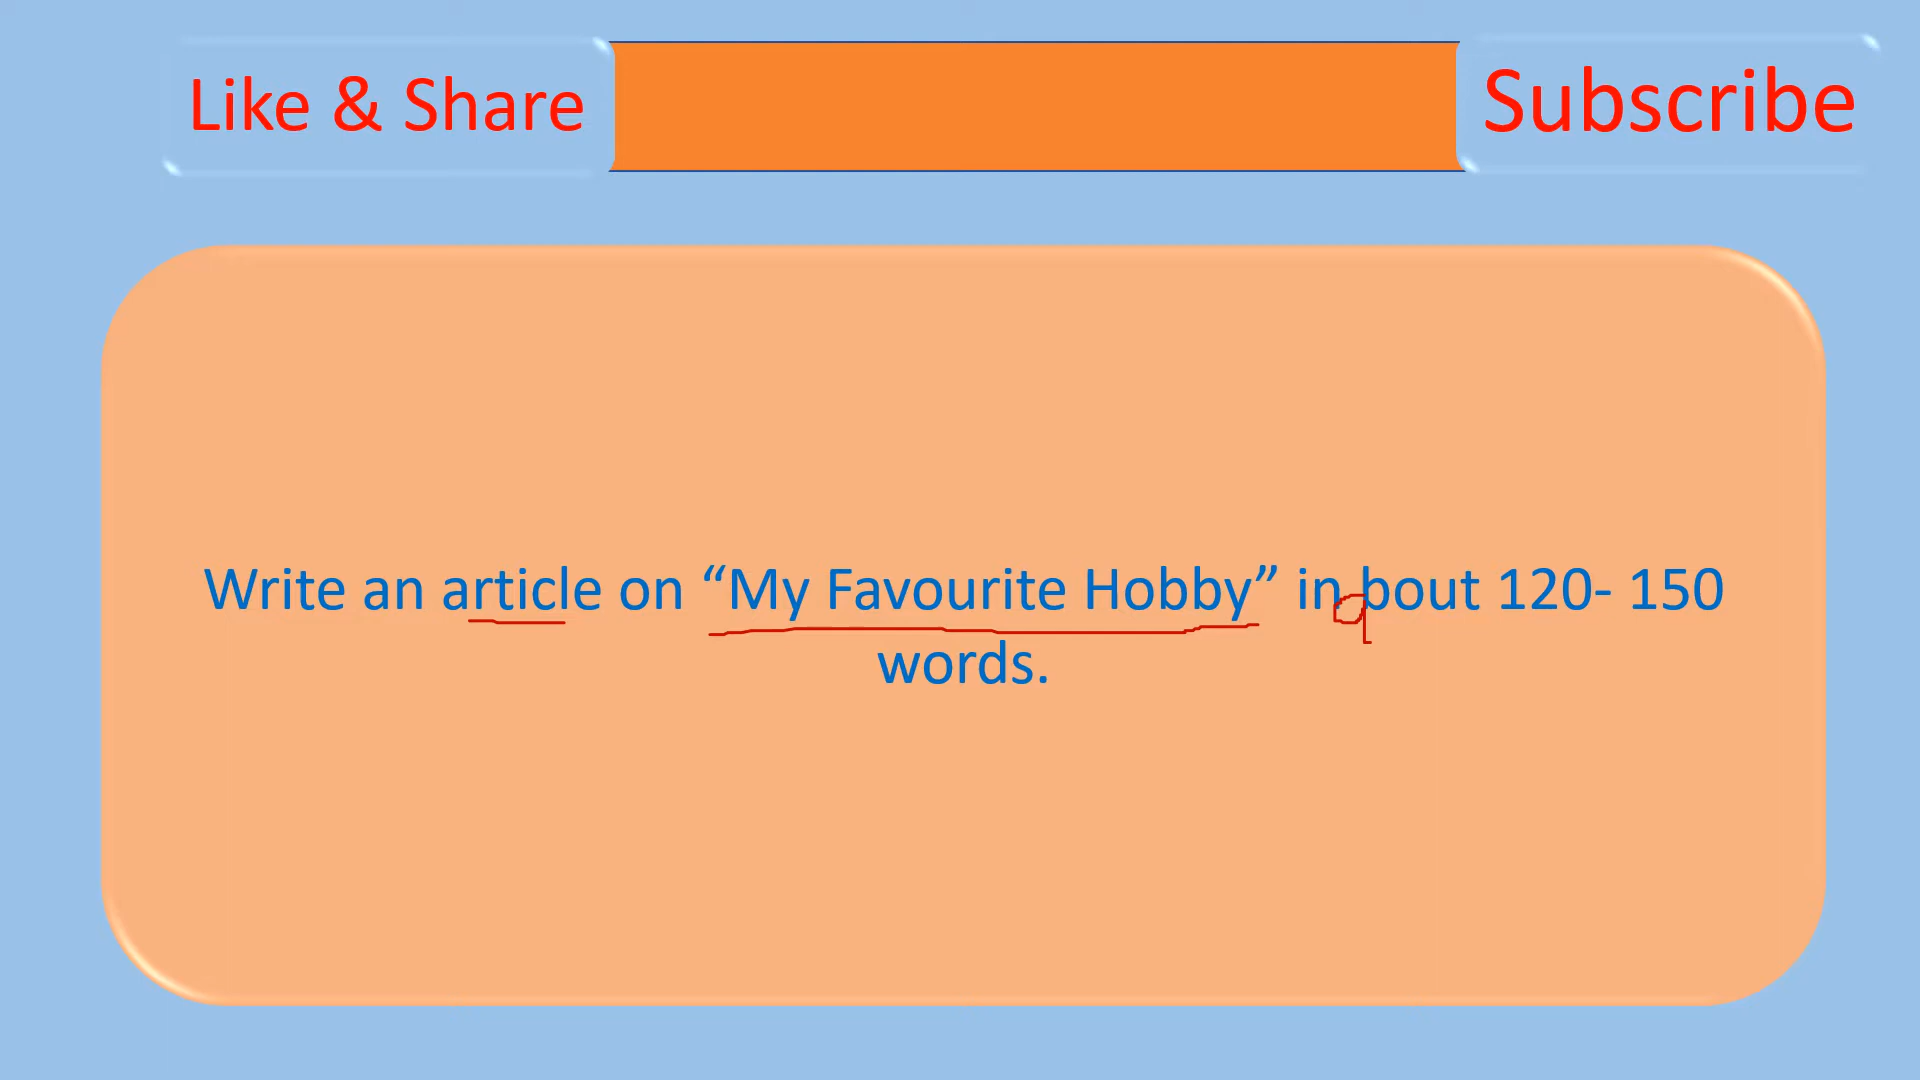 Like & Share
Subscribe
Write an article on “My Favourite Hobby” in bout 120- 150
a
words.